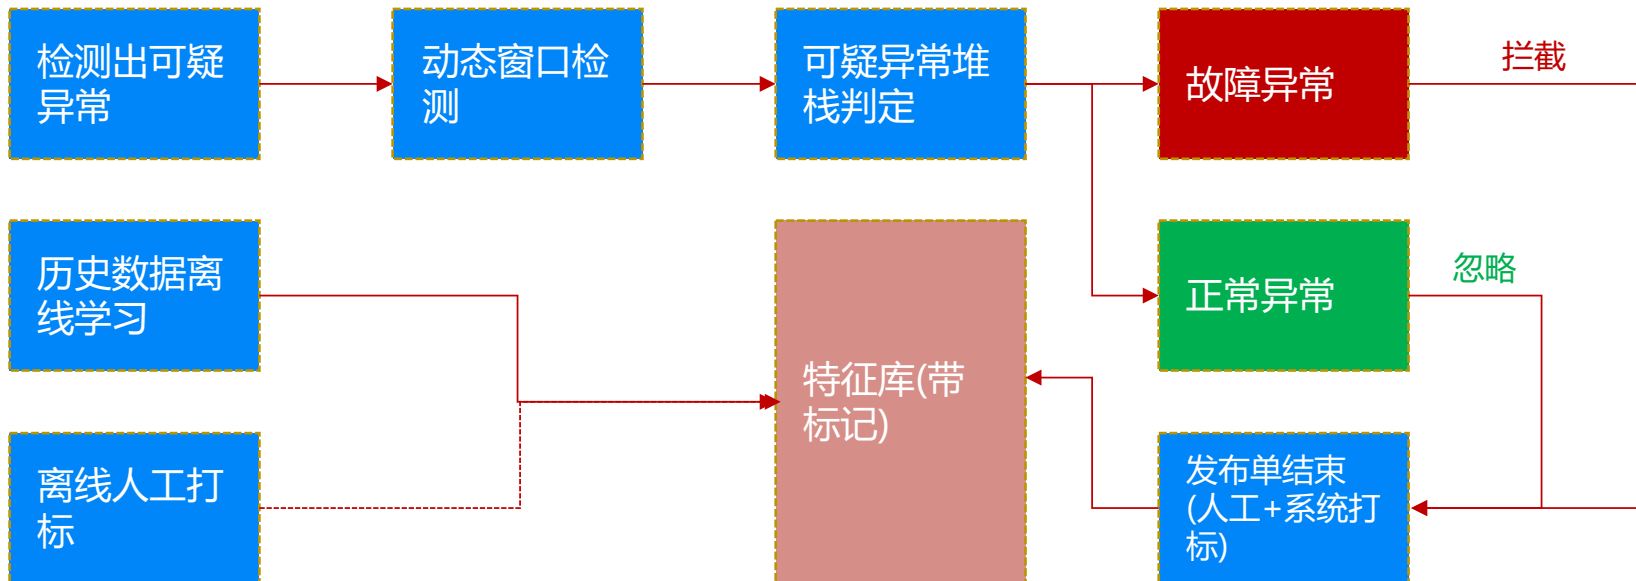 检测出可疑
异常
动态窗口检
测
可疑异常堆
栈判定
故障异常
拦截
历史数据离
线学习
特征库(带
标记)
正常异常
忽略
离线人工打
标
发布单结束
(人工+系统打
标)